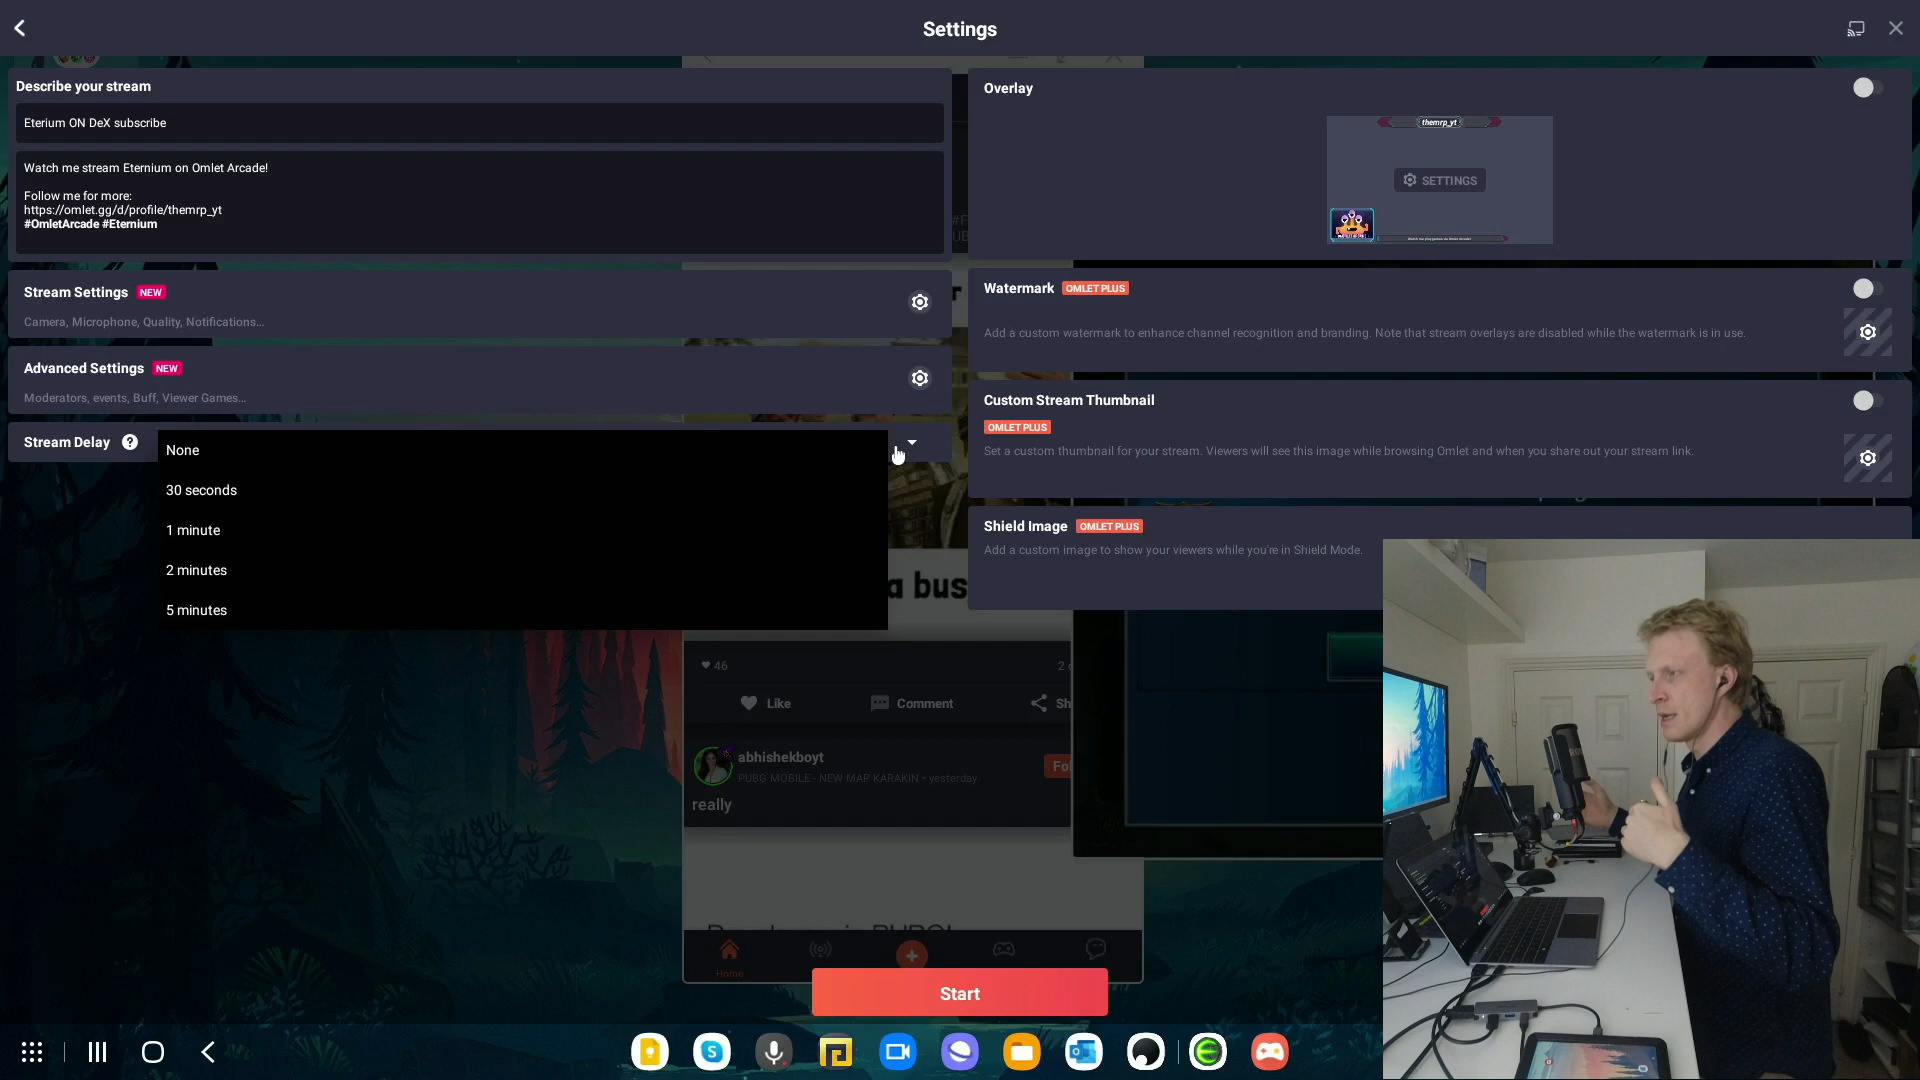 Settings
Describe your stream
Eterium ON DeX subscribe
Watch me stream Eternium on Omlet Arcade!
Follow me for more:
https://omlet.gg/d/profile/themrp_yt
#OmletArcade #Eternium
Stream Settings NEW
Camera, Microphone, Quality, Notifications...
Advanced Settings NEW
Moderators, events, Buff, Viewer Games...
Stream Delay ?
None
30 seconds
1 minute
2 minutes
5 minutes
Overlay
themrp_yt
SETTINGS
Watermark OMLET PLUS
Add a custom watermark to enhance channel recognition and branding. Note that stream overlays are disabled while the watermark is in use.
Custom Stream Thumbnail
OMLET PLUS
Set a custom thumbnail for your stream. Viewers will see this image while browsing Omlet and when you share out your stream link.
Shield Image OMLET PLUS
Add a custom image to show your viewers while you're in Shield Mode.
a bus
46
2
Like
Comment
Sh
abhishekboyt
Fol
PUBG MOBILE - NEW MAP KARAKIN • yesterday
really
Home
Start